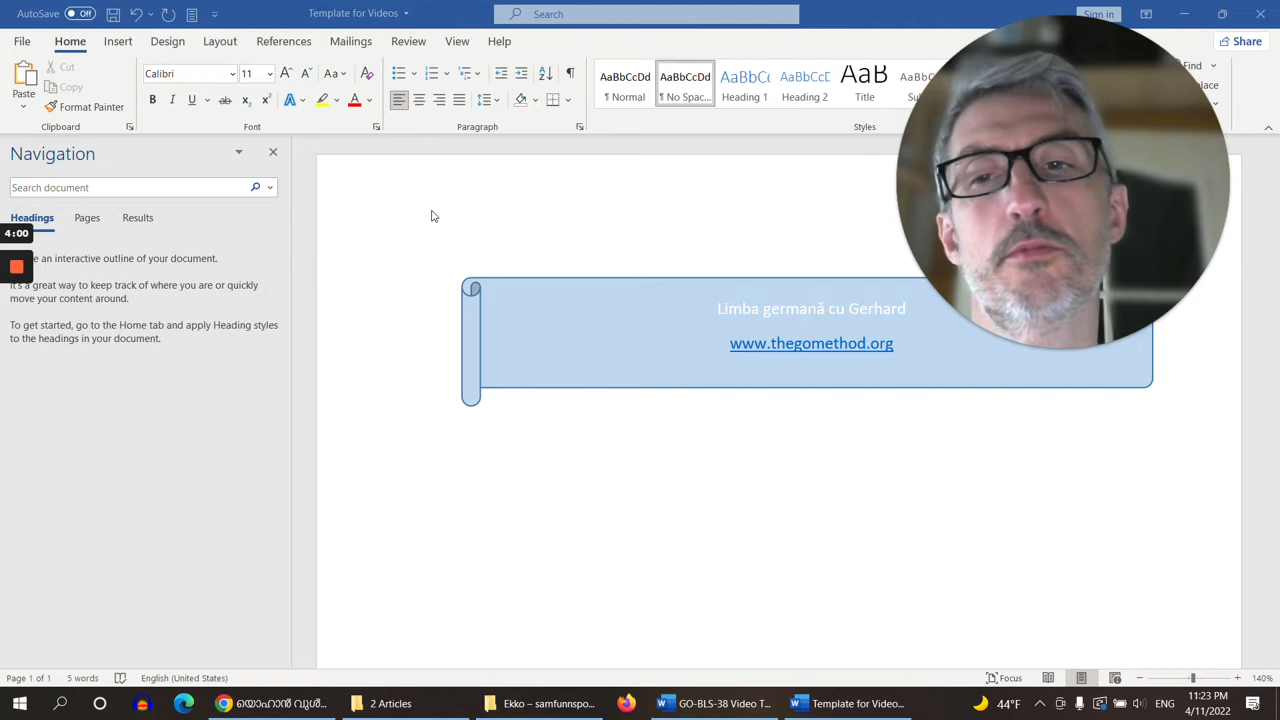 AutoSave Off
Template for Videos
Search
Sign in
File Home Insert Design Layout References Mailings Review View Help
Share
Paste
Cut
Copy
Format Painter
Clipboard
Calibri 11
Font
Paragraph
AaBbCcDd AaBbCcDd AaBbCc AaBbCcD AaB AaBbCcD
¶ Normal ¶ No Spac... Heading 1 Heading 2 Title
Styles
Find
Navigation
Search document
Headings Pages Results
4:00
an interactive outline of your document.
It's a great way to keep track of where you are or quickly
move your content around.
To get started, go to the Home tab and apply Heading styles
to the headings in your document.
Limba germană cu Gerhard
www.thegomethod.org
Page 1 of 1 5 words English (United States)
Focus
140%
2 Articles
Ekko – samfunnspo...
GO-BLS-38 Video T...
Template for Video...
44°F
ENG
11:23 PM
4/11/2022